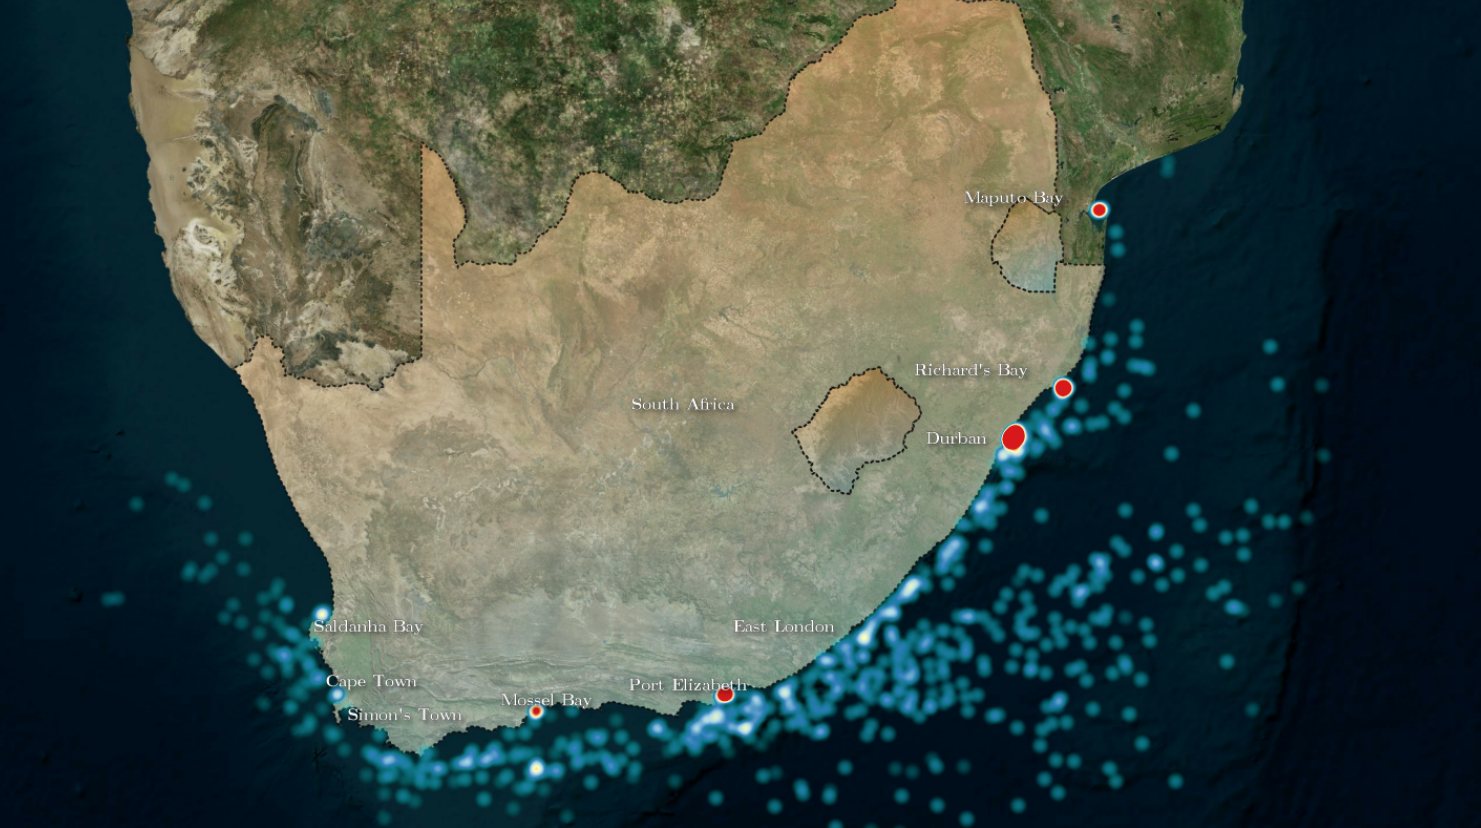 Maputo Bay
Richard's Bay
South Africa
Durban
Saldanha Bay
East London
Cape Town
Port Elizabeth
Mossel Bay
Simon's Town